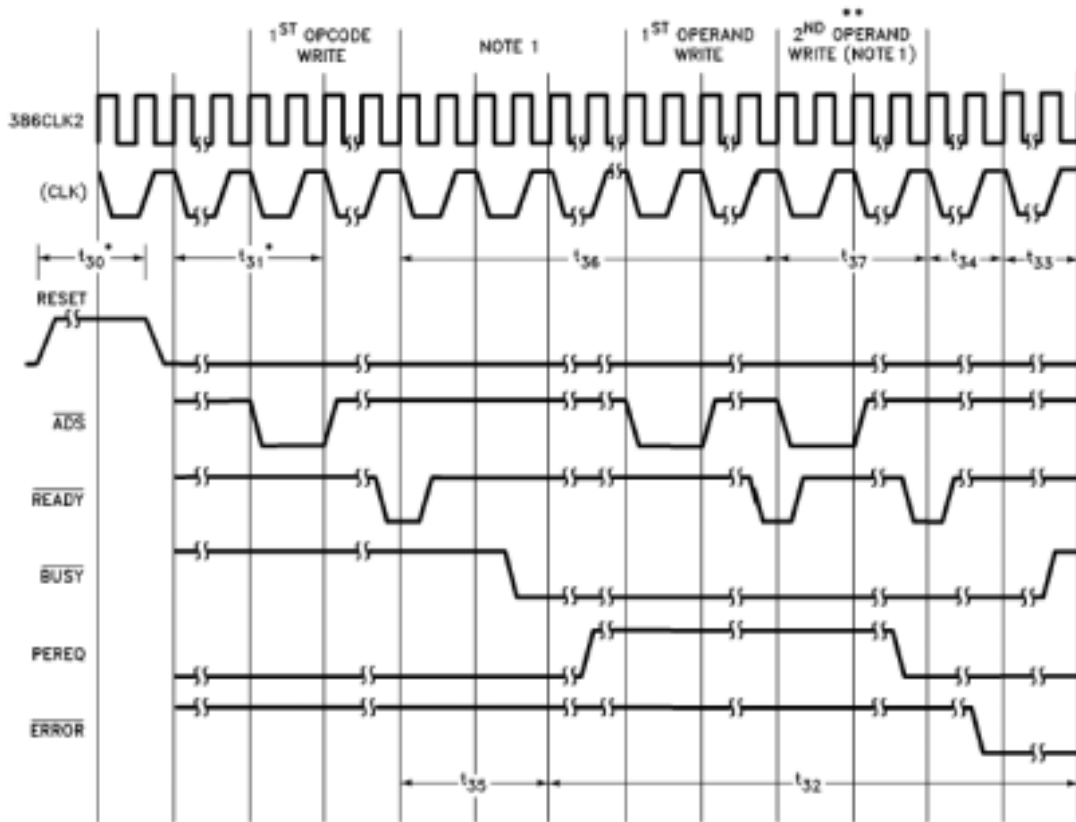 1ST OPCODE WRITE
NOTE 1
1ST OPERAND WRITE
**
2ND OPERAND WRITE (NOTE 1)
386CLK2
(CLK)
t30*
t31*
t36
t37
t34
t33
RESET
ADS
READY
BUSY
PEREQ
ERROR
t35
t32